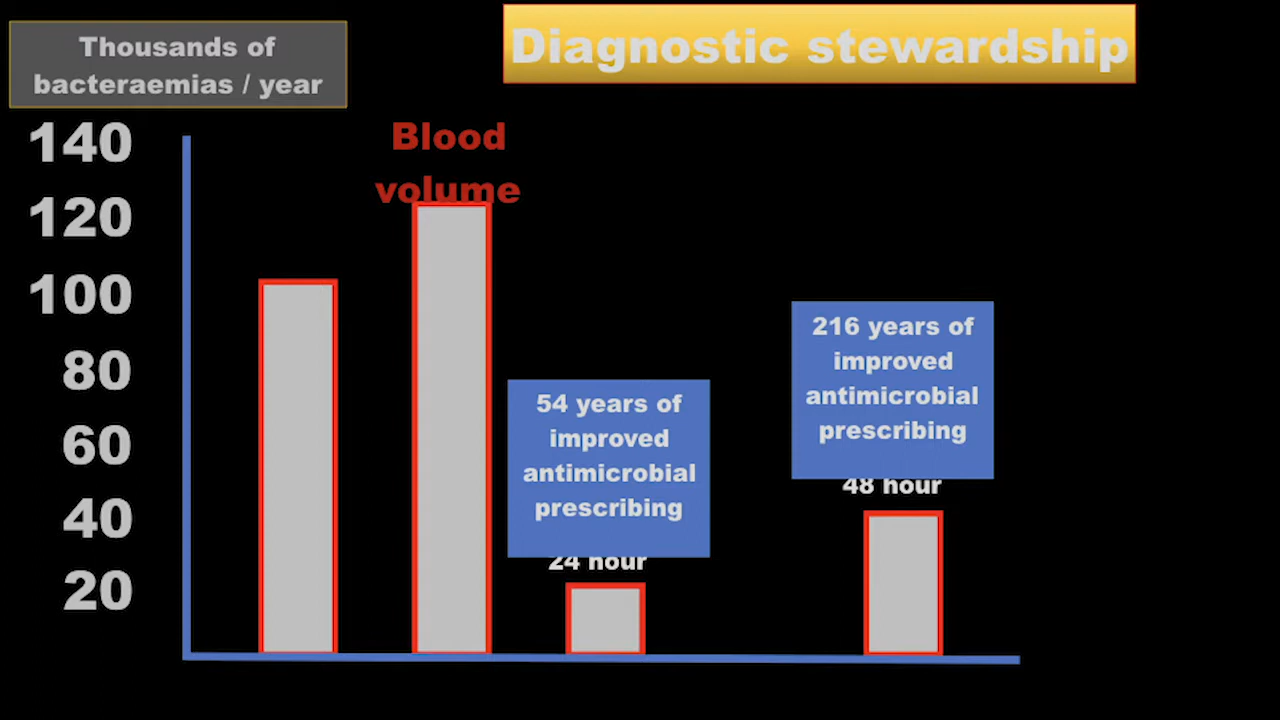 Thousands of
bacteraemias / year
Diagnostic stewardship
140
120
100
80
60
40
20
Blood
volume
54 years of
improved
antimicrobial
prescribing
24 hour
216 years of
improved
antimicrobial
prescribing
48 hour